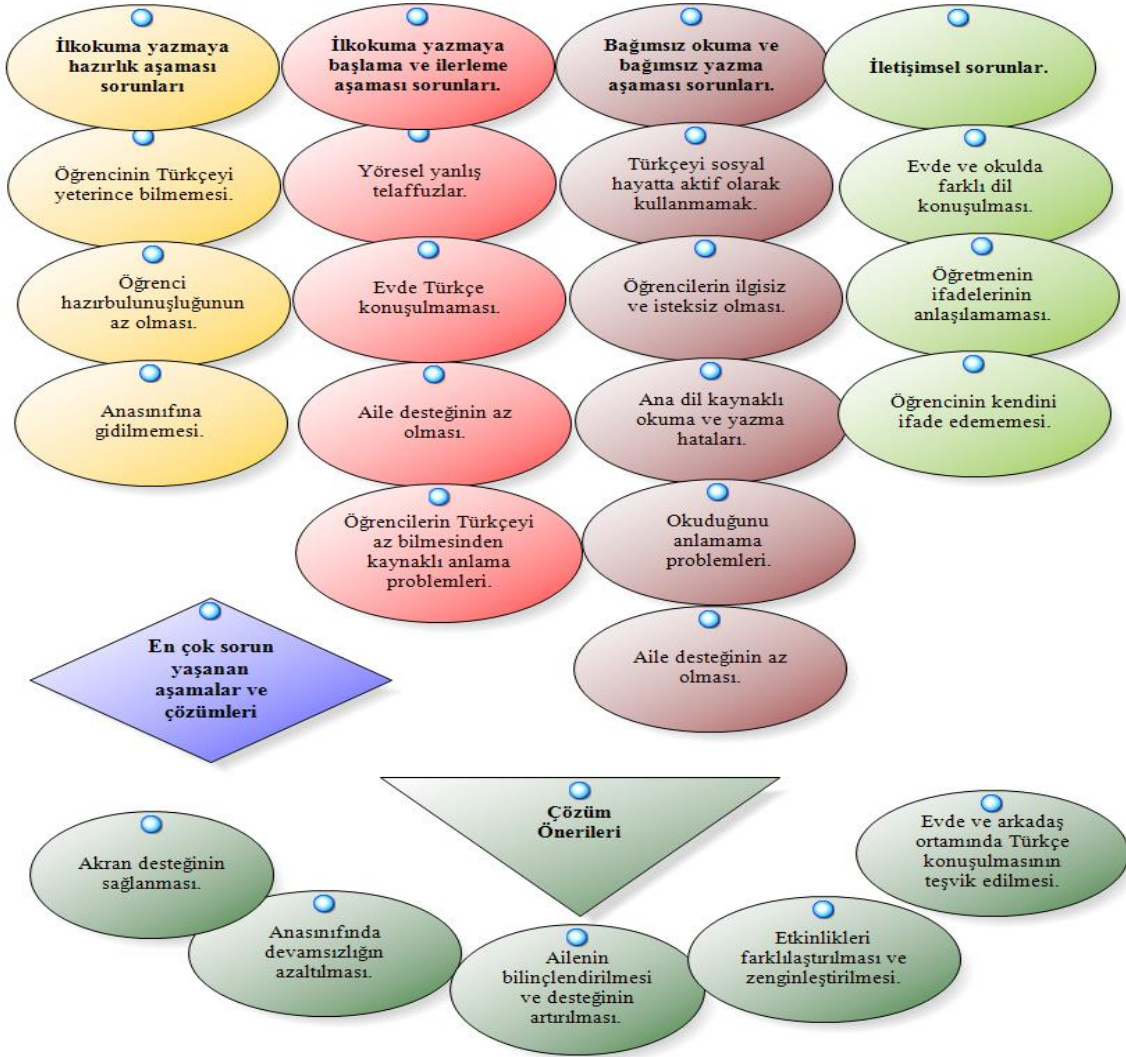 İlkokuma yazmaya
hazırlık aşaması
sorunları
Öğrencinin Türkçeyi
yeterince bilmemesi.
Öğrenci
hazırbulunuşluğunun
az olması.
Anasınıfına
gidilmemesi.
İlkokuma yazmaya
başlama ve ilerleme
aşaması sorunları.
Yöresel yanlış
telaffuzlar.
Evde Türkçe
konuşulmaması.
Aile desteğinin az
olması.
Öğrencilerin Türkçeyi
az bilmesinden
kaynaklı anlama
problemleri.
Bağımsız okuma ve
bağımsız yazma
aşaması sorunları.
Türkçeyi sosyal
hayatta aktif olarak
kullanmamak.
Öğrencilerin ilgisiz
ve isteksiz olması.
Ana dil kaynaklı
okuma ve yazma
hataları.
Okuduğunu
anlamama
problemleri.
Aile desteğinin az
olması.
İletişimsel sorunlar.
Evde ve okulda
farklı dil
konuşulması.
Öğretmenin
ifadelerinin
anlaşılamaması.
Öğrencinin kendini
ifade edememesi.
En çok sorun
yaşanan
aşamalar ve
çözümleri
Çözüm
Önerileri
Akran desteğinin
sağlanması.
Anasınıfında
devamsızlığın
azaltılması.
Ailenin
bilinçlendirilmesi
ve desteğinin
artırılması.
Etkinlikleri
farklılaştırılması ve
zenginleştirilmesi.
Evde ve arkadaş
ortamında Türkçe
konuşulmasının
teşvik edilmesi.